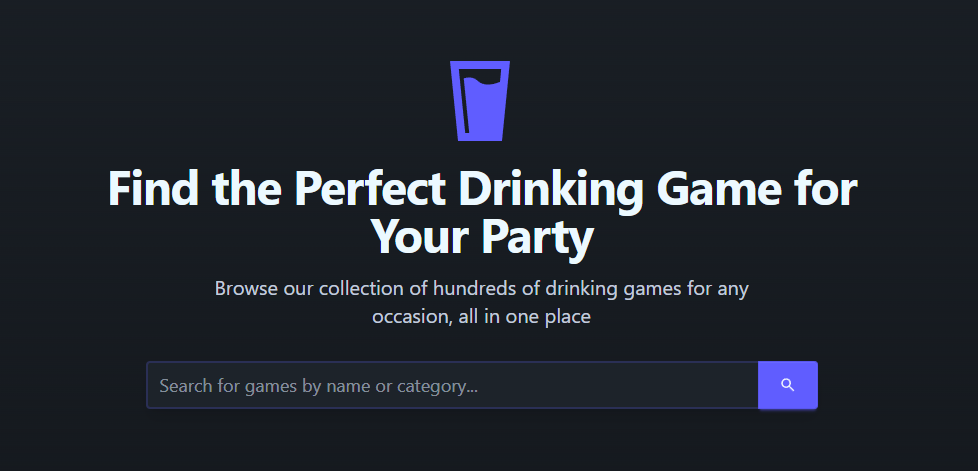 Find the Perfect Drinking Game for
Your Party
Browse our collection of hundreds of drinking games for any
occasion, all in one place
Search for games by name or category...